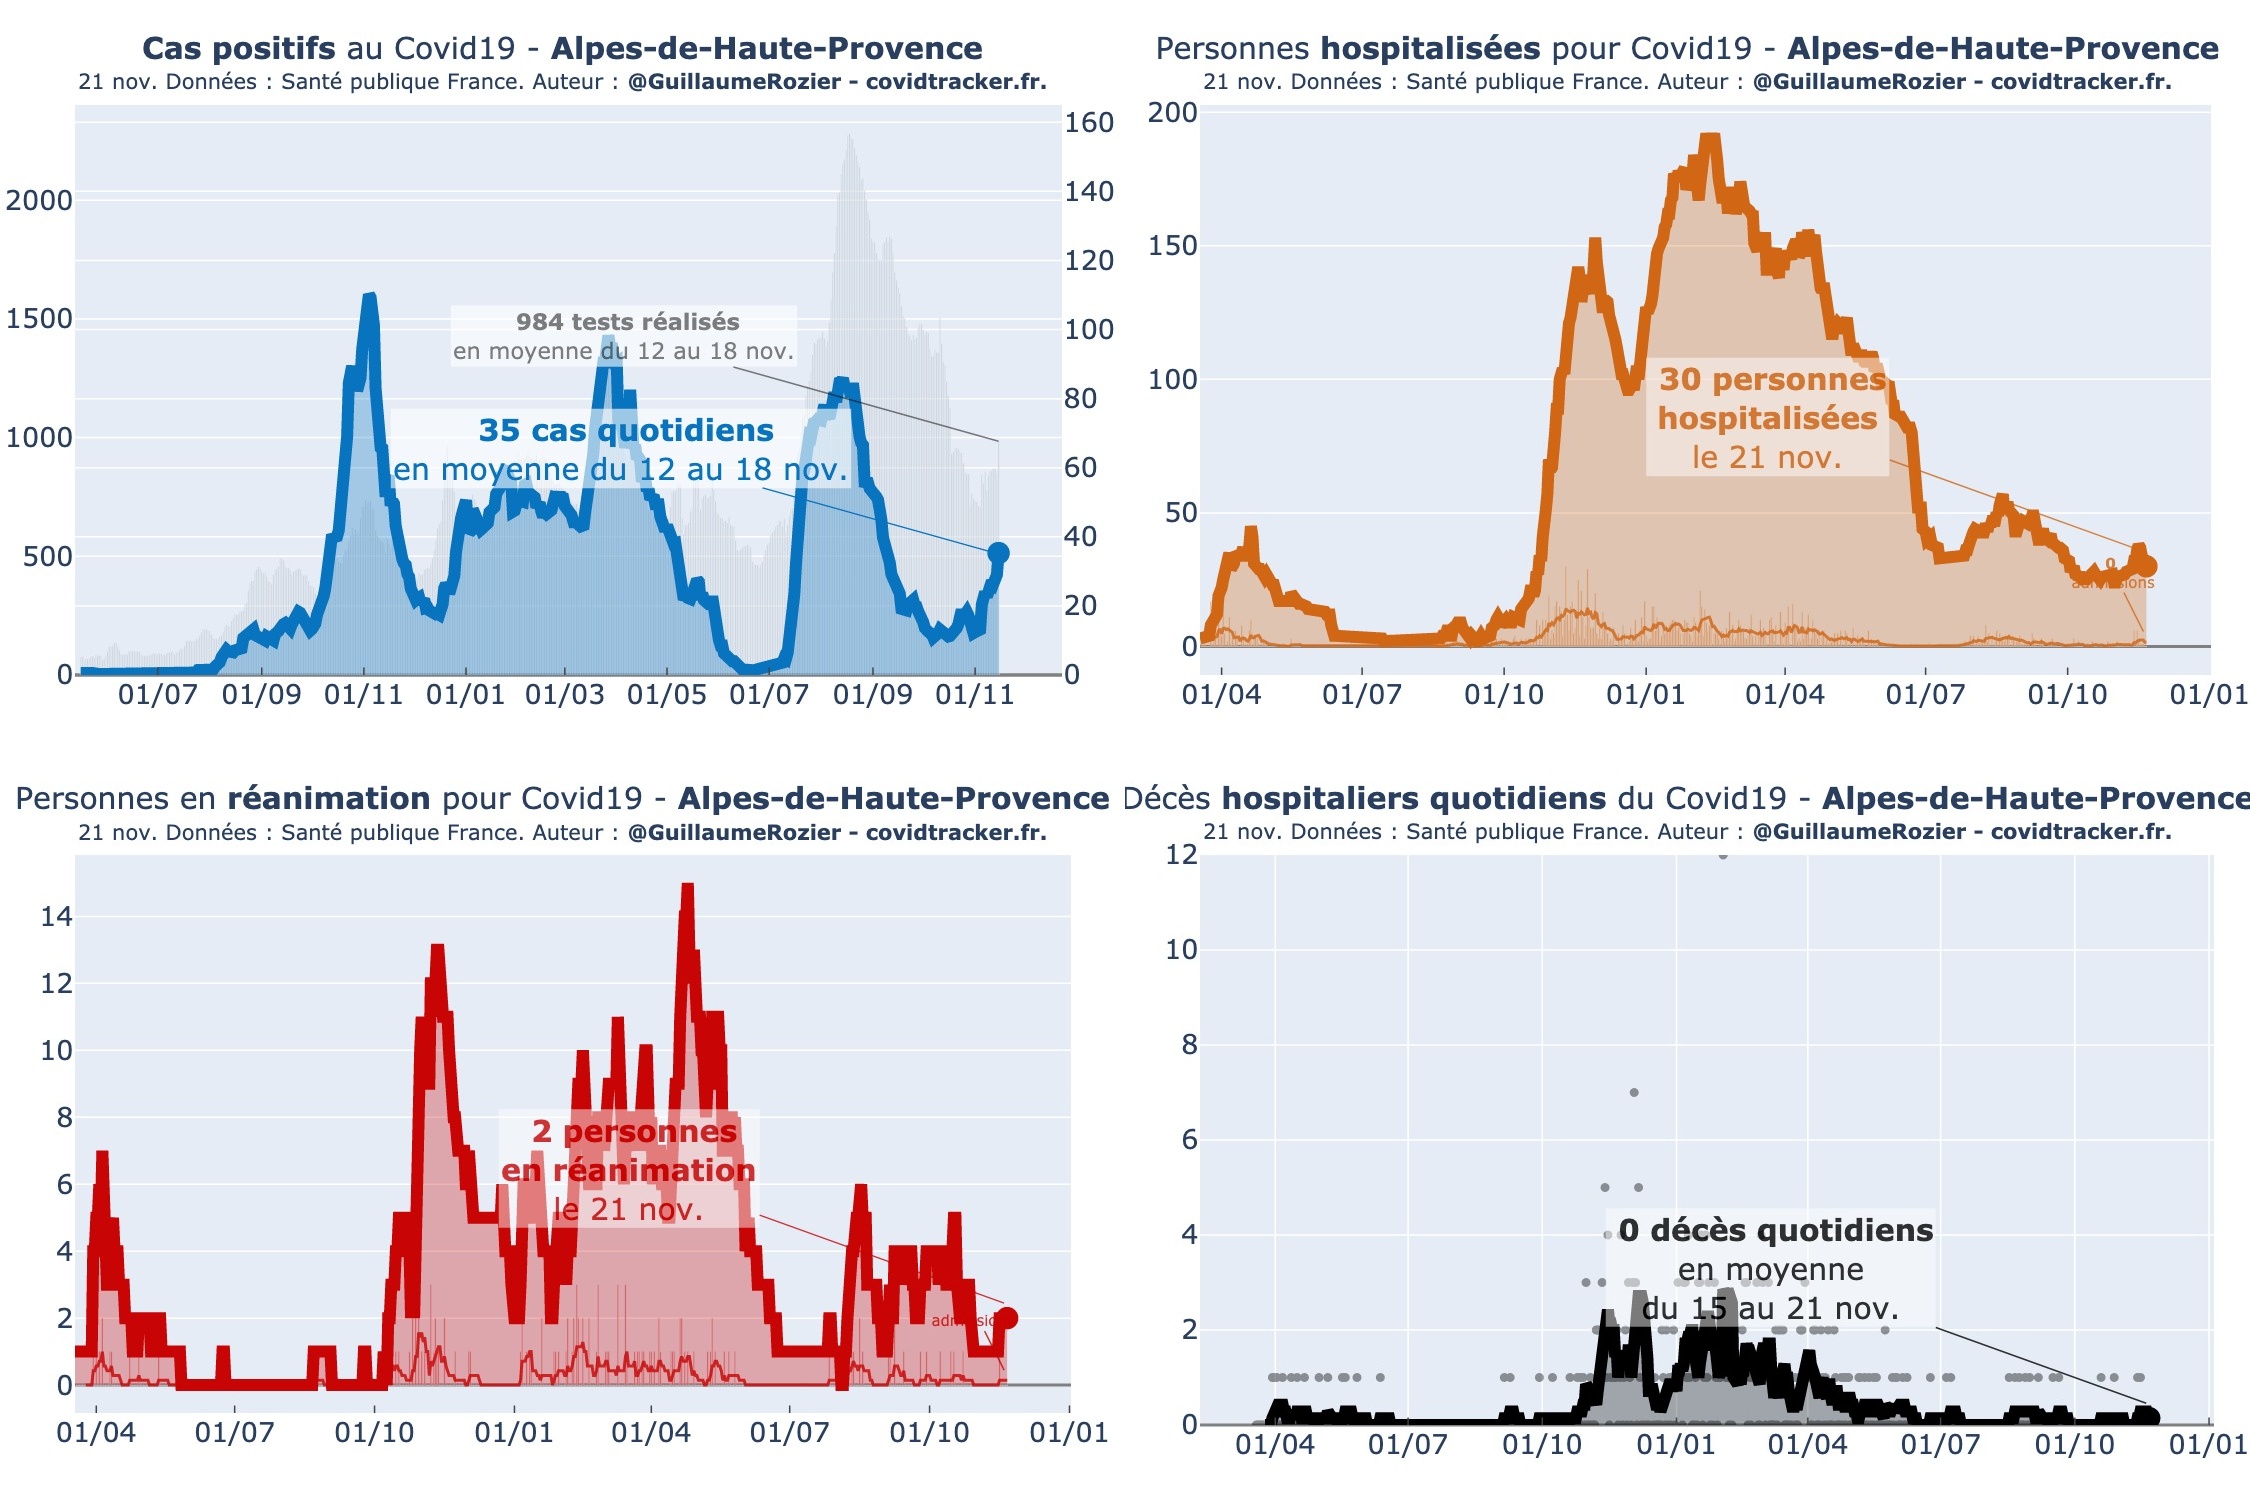 Cas positifs au Covid19 - Alpes-de-Haute-Provence
21 nov. Données : Santé publique France. Auteur : @GuillaumeRozier - covidtracker.fr.
160
140
120
100
80
60
40
20
0
2000
1500
1000
500
0
984 tests réalisés
en moyenne du 12 au 18 nov.
35 cas quotidiens
en moyenne du 12 au 18 nov.
01/07 01/09 01/11 01/01 01/03 01/05 01/07 01/09 01/11
Personnes hospitalisées pour Covid19 - Alpes-de-Haute-Provence
21 nov. Données : Santé publique France. Auteur : @GuillaumeRozier - covidtracker.fr.
200
150
100
50
0
30 personnes
hospitalisées
le 21 nov.
0
admissions
01/04 01/07 01/10 01/01 01/04 01/07 01/10 01/01
Personnes en réanimation pour Covid19 - Alpes-de-Haute-Provence
21 nov. Données : Santé publique France. Auteur : @GuillaumeRozier - covidtracker.fr.
14
12
10
8
6
4
2
0
2 personnes
en réanimation
le 21 nov.
01/04 01/07 01/10 01/01 01/04 01/07 01/10 01/01
Décès hospitaliers quotidiens du Covid19 - Alpes-de-Haute-Provence
21 nov. Données : Santé publique France. Auteur : @GuillaumeRozier - covidtracker.fr.
12
10
8
6
4
2
0
0 décès quotidiens
en moyenne
du 15 au 21 nov.
01/04 01/07 01/10 01/01 01/04 01/07 01/10 01/01